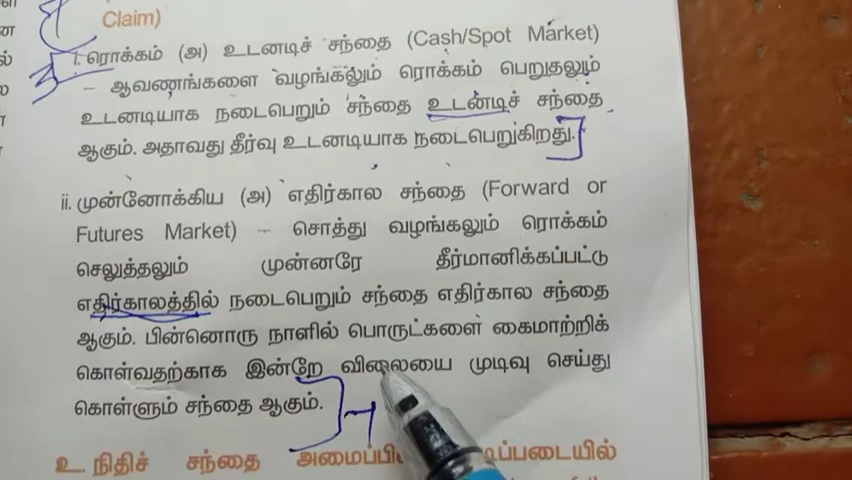 Claim)
i. ரொக்கம் (அ) உடனடிச் சந்தை (Cash/Spot Market)
– ஆவணங்களை வழங்கலும் ரொக்கம் பெறுதலும்
உடனடியாக நடைபெறும் சந்தை உடன்டிச் சந்தை
ஆகும். அதாவது தீர்வு உடனடியாக நடைபெறுகிறது.
ii. முன்னோக்கிய (அ) எதிர்கால சந்தை (Forward or
Futures Market) – சொத்து வழங்கலும் ரொக்கம்
செலுத்தலும் முன்னரே தீர்மானிக்கப்பட்டு
எதிர்காலத்தில் நடைபெறும் சந்தை எதிர்கால சந்தை
ஆகும். பின்னொரு நாளில் பொருட்களை கைமாற்றிக்
கொள்வதற்காக இன்றே விலையை முடிவு செய்து
கொள்ளும் சந்தை ஆகும்.
உ. நிதிச் சந்தை